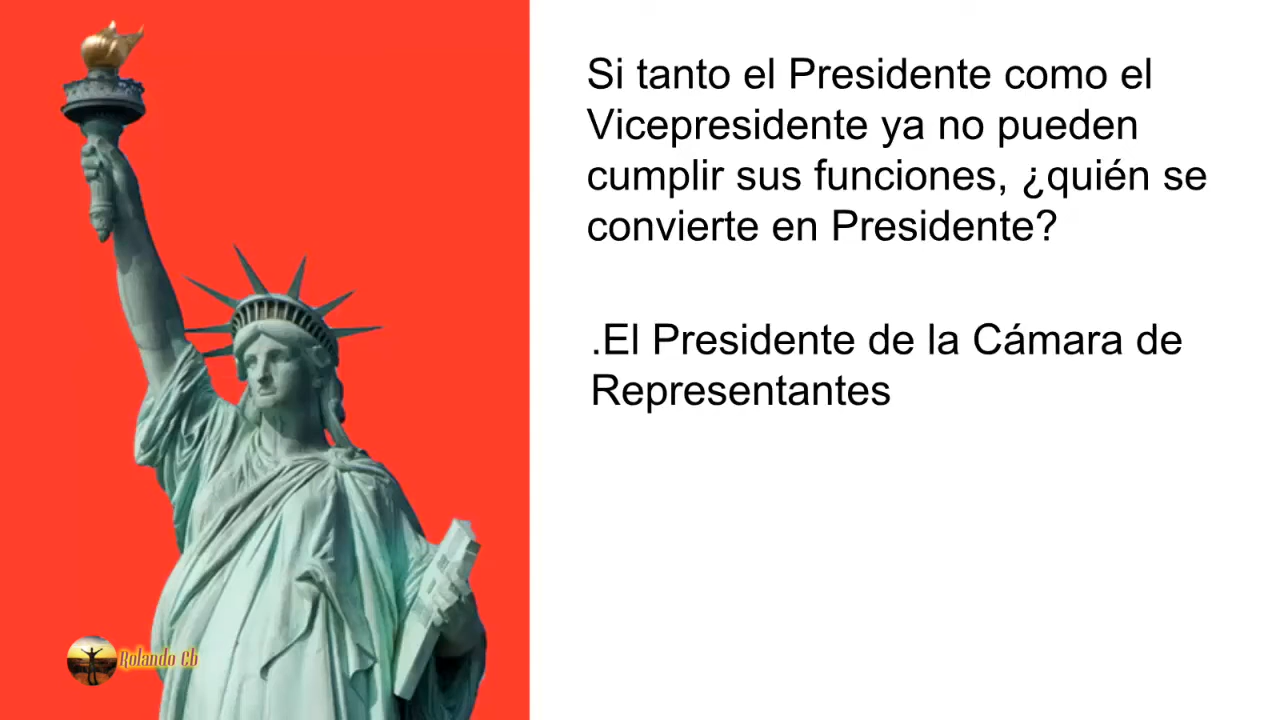 Si tanto el Presidente como el
Vicepresidente ya no pueden
cumplir sus funciones, ¿quién se
convierte en Presidente?
.El Presidente de la Cámara de
Representantes
Rolando Cb